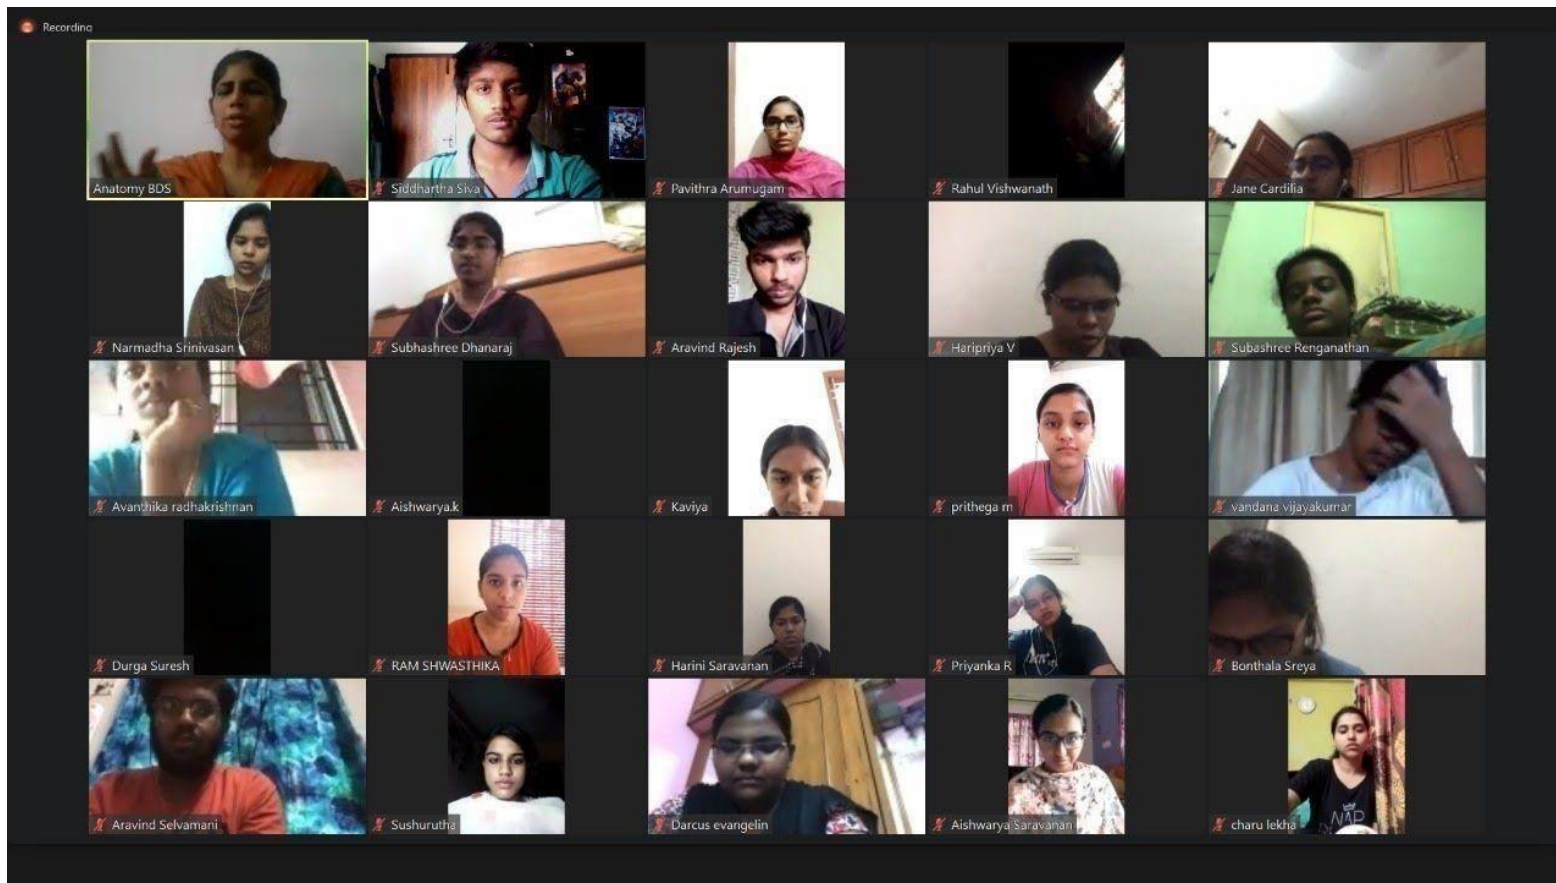 Recording
Anatomy BDS
Siddhartha Siva
Pavithra Arumugam
Rahul Vishwanath
Jane Cardilia
Narmadha Srinivasan
Subhashree Dhanaraj
Aravind Rajesh
Haripriya V
Subashree Renganathan
Avanthika radhakrishnan
Aishwarya.k
Kaviya
prithega m
vandana vijayakumar
Durga Suresh
RAM SHWASTHIKA
Harini Saravanan
Priyanka R
Bonthala Sreya
Aravind Selvamani
Sushurutha
Darcus evangelin
Aishwarya Saravanan
charu lekha
NAP